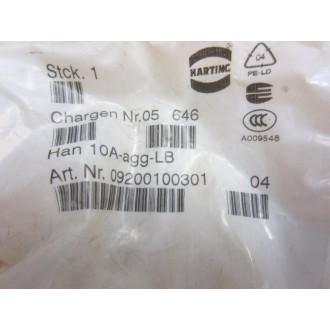 Stck. 1
HARTING
04
PE-LD
Chargen Nr.05 646
A009548
Han 10A-agg-LB
Art. Nr. 09200100301 04